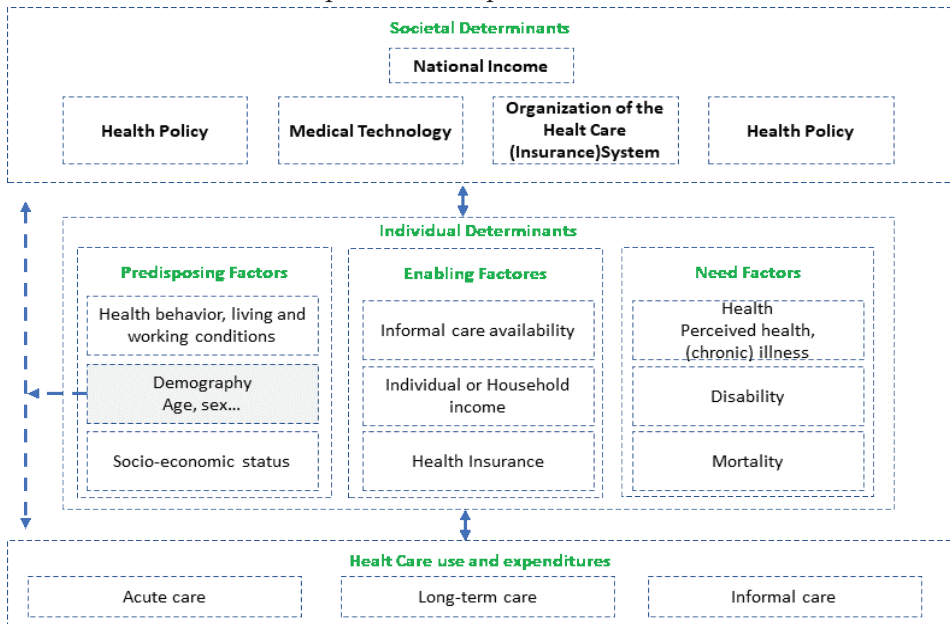 Societal Determinants
National Income
Health Policy
Medical Technology
Organization of the
Healt Care
(Insurance)System
Health Policy
Individual Determinants
Predisposing Factors
Health behavior, living and
working conditions
Demography
Age, sex...
Socio-economic status
Enabling Factores
Informal care availability
Individual or Household
income
Health Insurance
Need Factors
Health
Perceived health,
(chronic) illness
Disability
Mortality
Healt Care use and expenditures
Acute care
Long-term care
Informal care